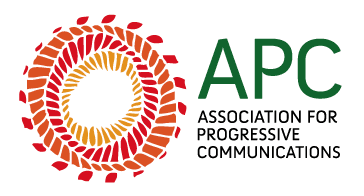 APC
ASSOCIATION FOR
PROGRESSIVE
COMMUNICATIONS